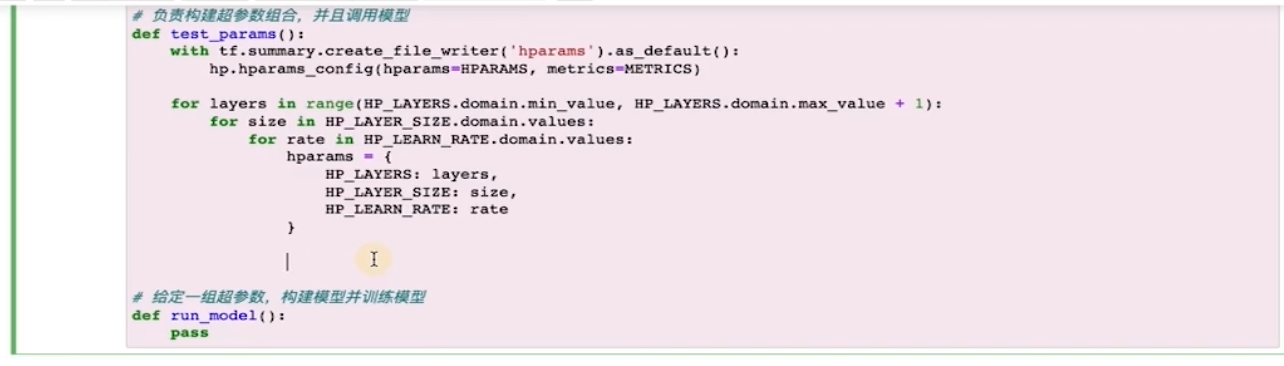 # 负责构建超参数组合，并且调用模型
def test_params():
    with tf.summary.create_file_writer('hparams').as_default():
        hp.hparams_config(hparams=HPARAMS, metrics=METRICS)
    for layers in range(HP_LAYERS.domain.min_value, HP_LAYERS.domain.max_value + 1):
        for size in HP_LAYER_SIZE.domain.values:
            for rate in HP_LEARN_RATE.domain.values:
                hparams = {
                    HP_LAYERS: layers,
                    HP_LAYER_SIZE: size,
                    HP_LEARN_RATE: rate
                }
# 给定一组超参数，构建模型并训练模型
def run_model():
    pass